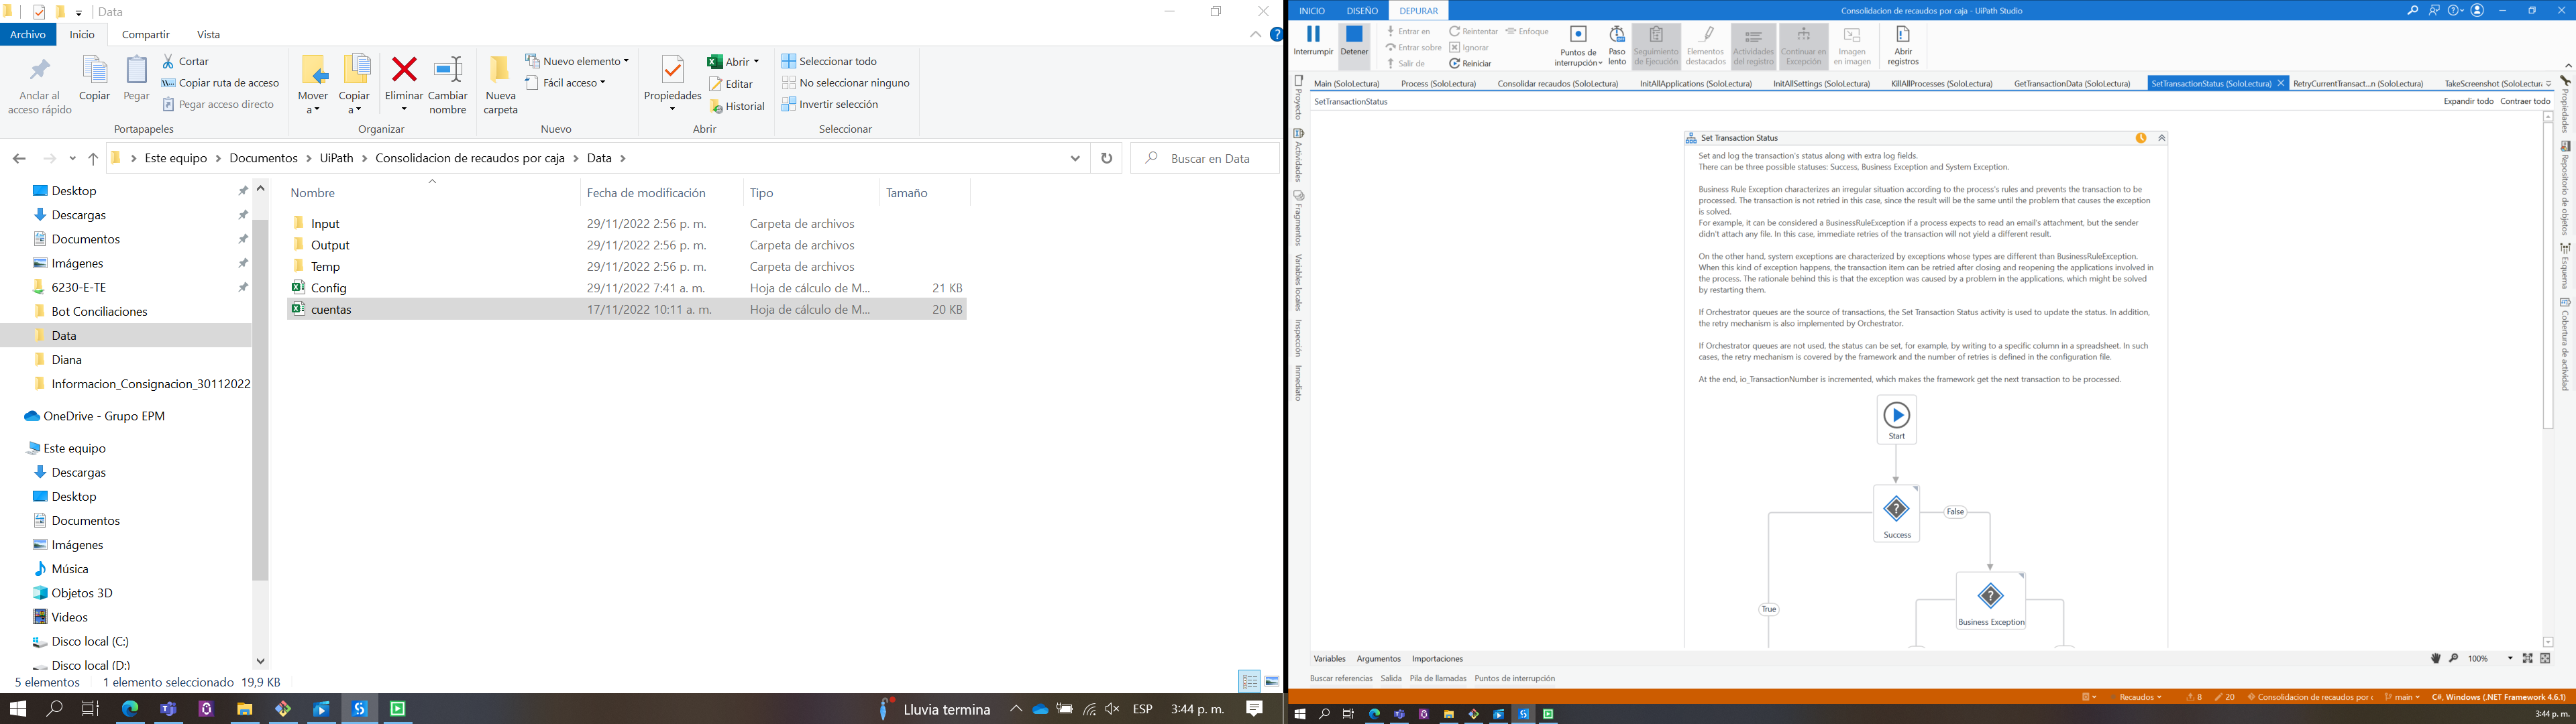 Data
Archivo
Inicio
Compartir
Vista
Anclar al
acceso rápido
Copiar
Pegar
Cortar
Copiar ruta de acceso
Pegar acceso directo
Portapapeles
Mover
a
Copiar
a
Eliminar
Cambiar
nombre
Organizar
Nueva
carpeta
Nuevo elemento
Fácil acceso
Nuevo
Propiedades
Abrir
Editar
Historial
Abrir
Seleccionar todo
No seleccionar ninguno
Invertir selección
Seleccionar
Este equipo > Documentos > UiPath > Consolidacion de recaudos por caja > Data >
Buscar en Data
Desktop
Descargas
Documentos
Imágenes
6230-E-TE
Bot Conciliaciones
Data
Diana
Informacion_Consignacion_30112022
OneDrive - Grupo EPM
Este equipo
Descargas
Desktop
Documentos
Imágenes
Música
Objetos 3D
Videos
Disco local (C:)
Disco local (D:)
Nombre Fecha de modificación Tipo Tamaño
Input 29/11/2022 2:56 p. m. Carpeta de archivos
Output 29/11/2022 2:56 p. m. Carpeta de archivos
Temp 29/11/2022 2:56 p. m. Carpeta de archivos
Config 29/11/2022 7:41 a. m. Hoja de cálculo de M... 21 KB
cuentas 17/11/2022 10:11 a. m. Hoja de cálculo de M... 20 KB
5 elementos 1 elemento seleccionado 19,9 KB
Lluvia termina ESP 3:44 p. m.
INICIO DISEÑO DEPURAR Consolidacion de recaudos por caja - UiPath Studio
Interrumpir
Detener
Entrar en
Entrar sobre
Salir de
Reintentar
Ignorar
Reiniciar
Enfoque
Puntos de
interrupción
Paso
lento
Seguimiento
de Ejecución
Elementos
destacados
Actividades
del registro
Continuar en
Excepción
Imagen
en imagen
Abrir
registros
Main (SoloLectura) Process (SoloLectura) Consolidar recaudos (SoloLectura) InitAllApplications (SoloLectura) InitAllSettings (SoloLectura) KillAllProcesses (SoloLectura) GetTransactionData (SoloLectura) SetTransactionStatus (SoloLectura) RetryCurrentTransact...n (SoloLectura) TakeScreenshot (SoloLectura
SetTransactionStatus Expandir todo Contraer todo
Proyecto
Actividades
Fragmentos
Variables locales
Inspección
Inmediato
Set Transaction Status
Set and log the transaction's status along with extra log fields.
There can be three possible statuses: Success, Business Exception and System Exception.
Business Rule Exception characterizes an irregular situation according to the process's rules and prevents the transaction to be
processed. The transaction is not retried in this case, since the result will be the same until the problem that causes the exception
is solved.
For example, it can be considered a BusinessRuleException if a process expects to read an email's attachment, but the sender
didn't attach any file. In this case, immediate retries of the transaction will not yield a different result.
On the other hand, system exceptions are characterized by exceptions whose types are different than BusinessRuleException.
When this kind of exception happens, the transaction item can be retried after closing and reopening the applications involved in
the process. The rationale behind this is that the exception was caused by a problem in the applications, which might be solved
by restarting them.
If Orchestrator queues are the source of transactions, the Set Transaction Status activity is used to update the status. In addition,
the retry mechanism is also implemented by Orchestrator.
If Orchestrator queues are not used, the status can be set, for example, by writing to a specific column in a spreadsheet. In such
cases, the retry mechanism is covered by the framework and the number of retries is defined in the configuration file.
At the end, io_TransactionNumber is incremented, which makes the framework get the next transaction to be processed.
Start
Success
False
True
Business Exception
Propiedades
Repositorio de objetos
Esquema
Cobertura de actividad
Variables Argumentos Importaciones
100%
Buscar referencias Salida Pila de llamadas Puntos de interrupción
Recaudos 8 20 Consolidacion de recaudos por c main C#, Windows (.NET Framework 4.6.1)
3:44 p. m.